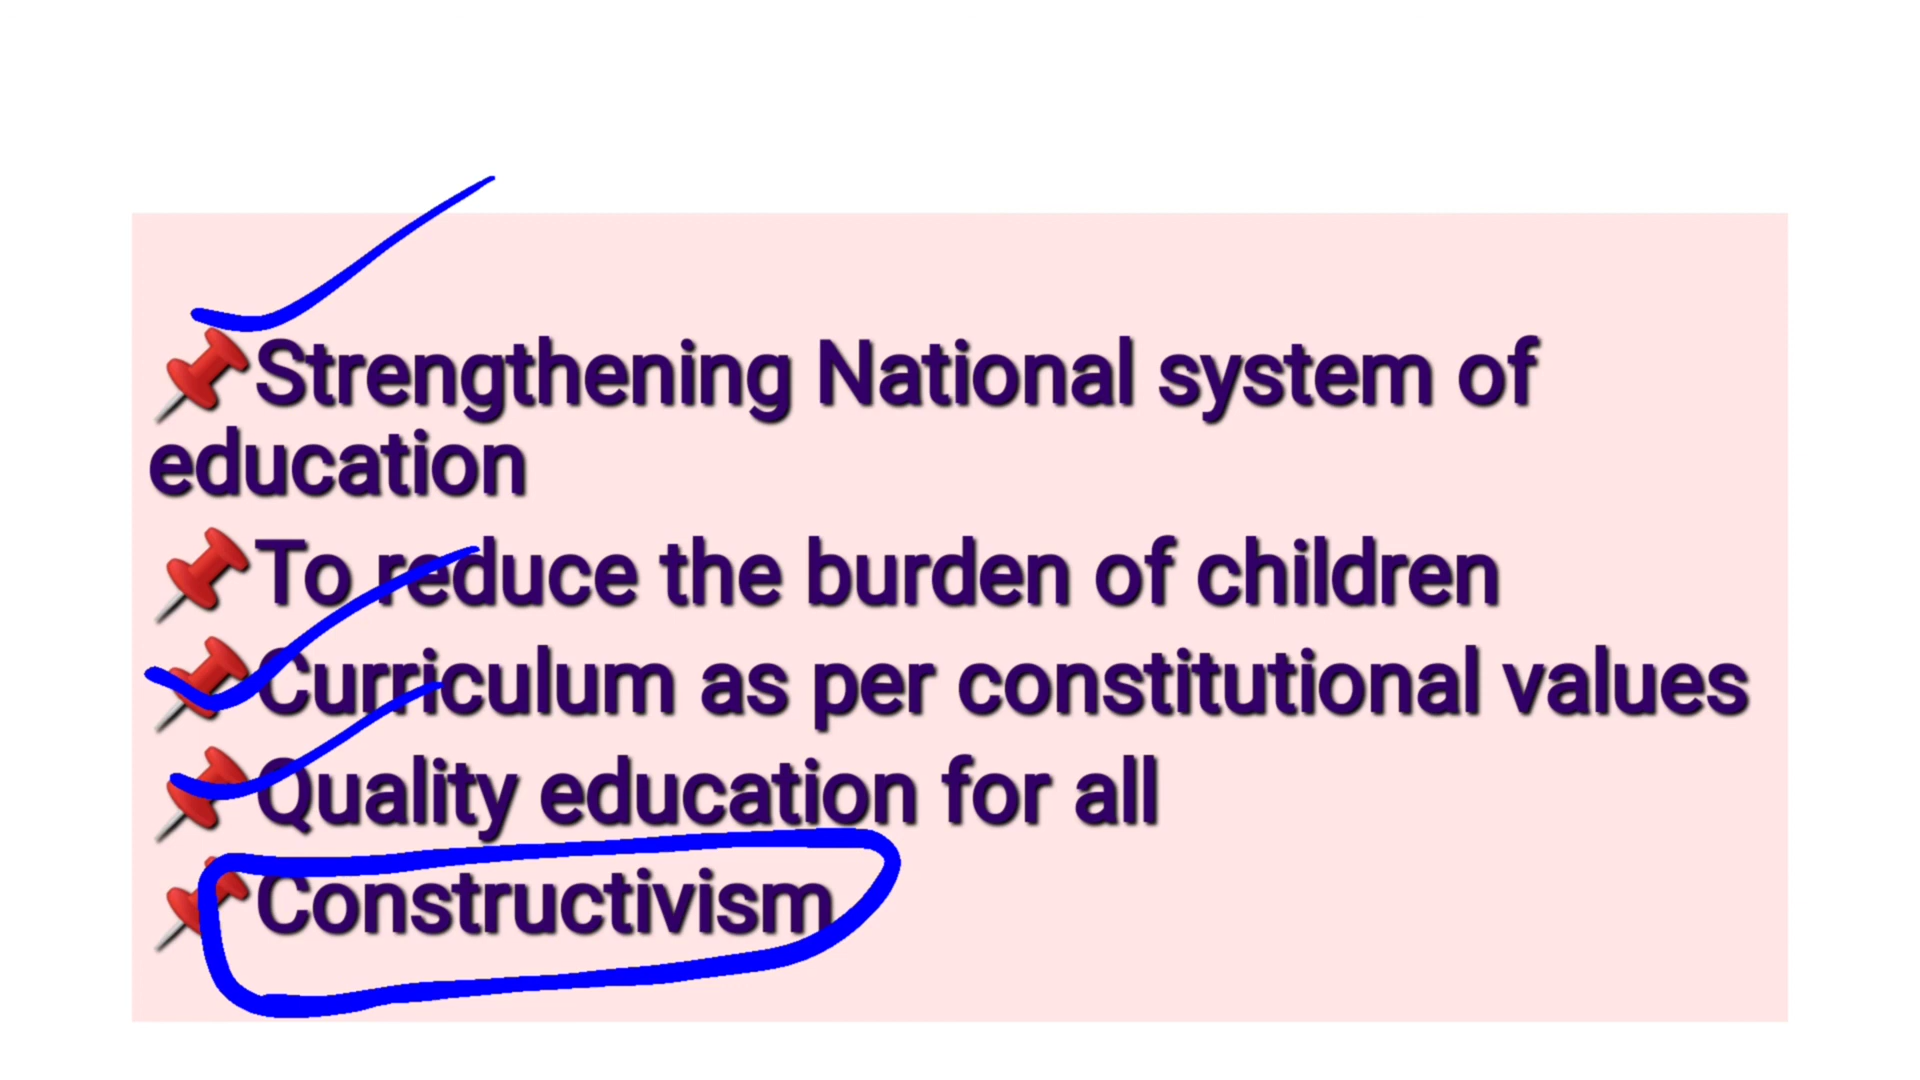 📌Strengthening National system of
education
📌To reduce the burden of children
📌Curriculum as per constitutional values
📌Quality education for all
📌Constructivism